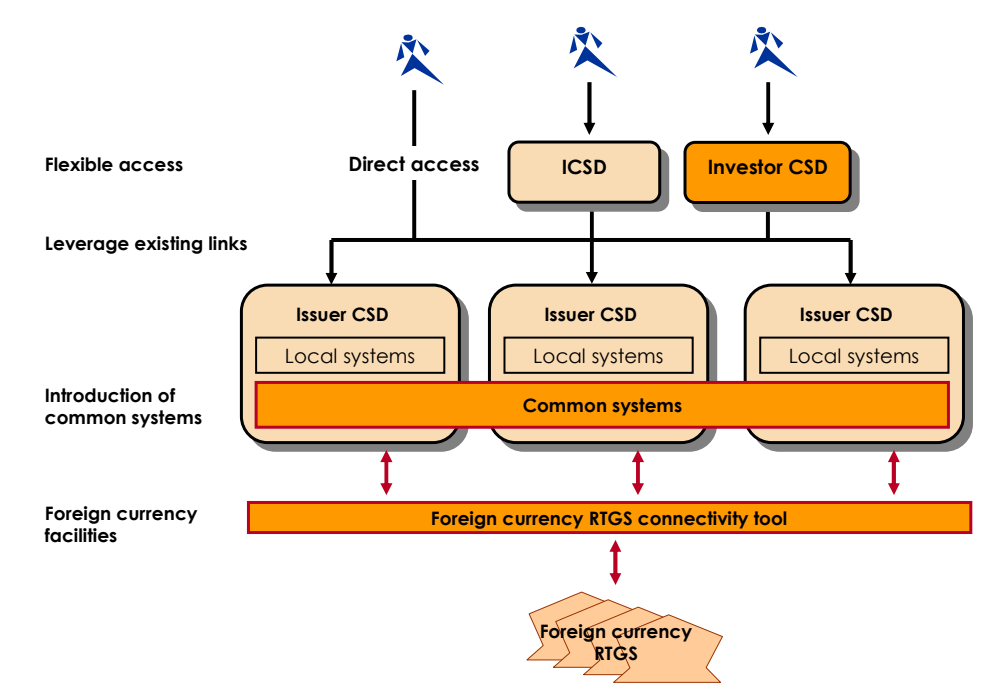 Flexible access
Direct access
ICSD
Investor CSD
Leverage existing links
Issuer CSD
Issuer CSD
Issuer CSD
Local systems
Local systems
Local systems
Introduction of
common systems
Common systems
Foreign currency
facilities
Foreign currency RTGS connectivity tool
Foreign currency
RTGS